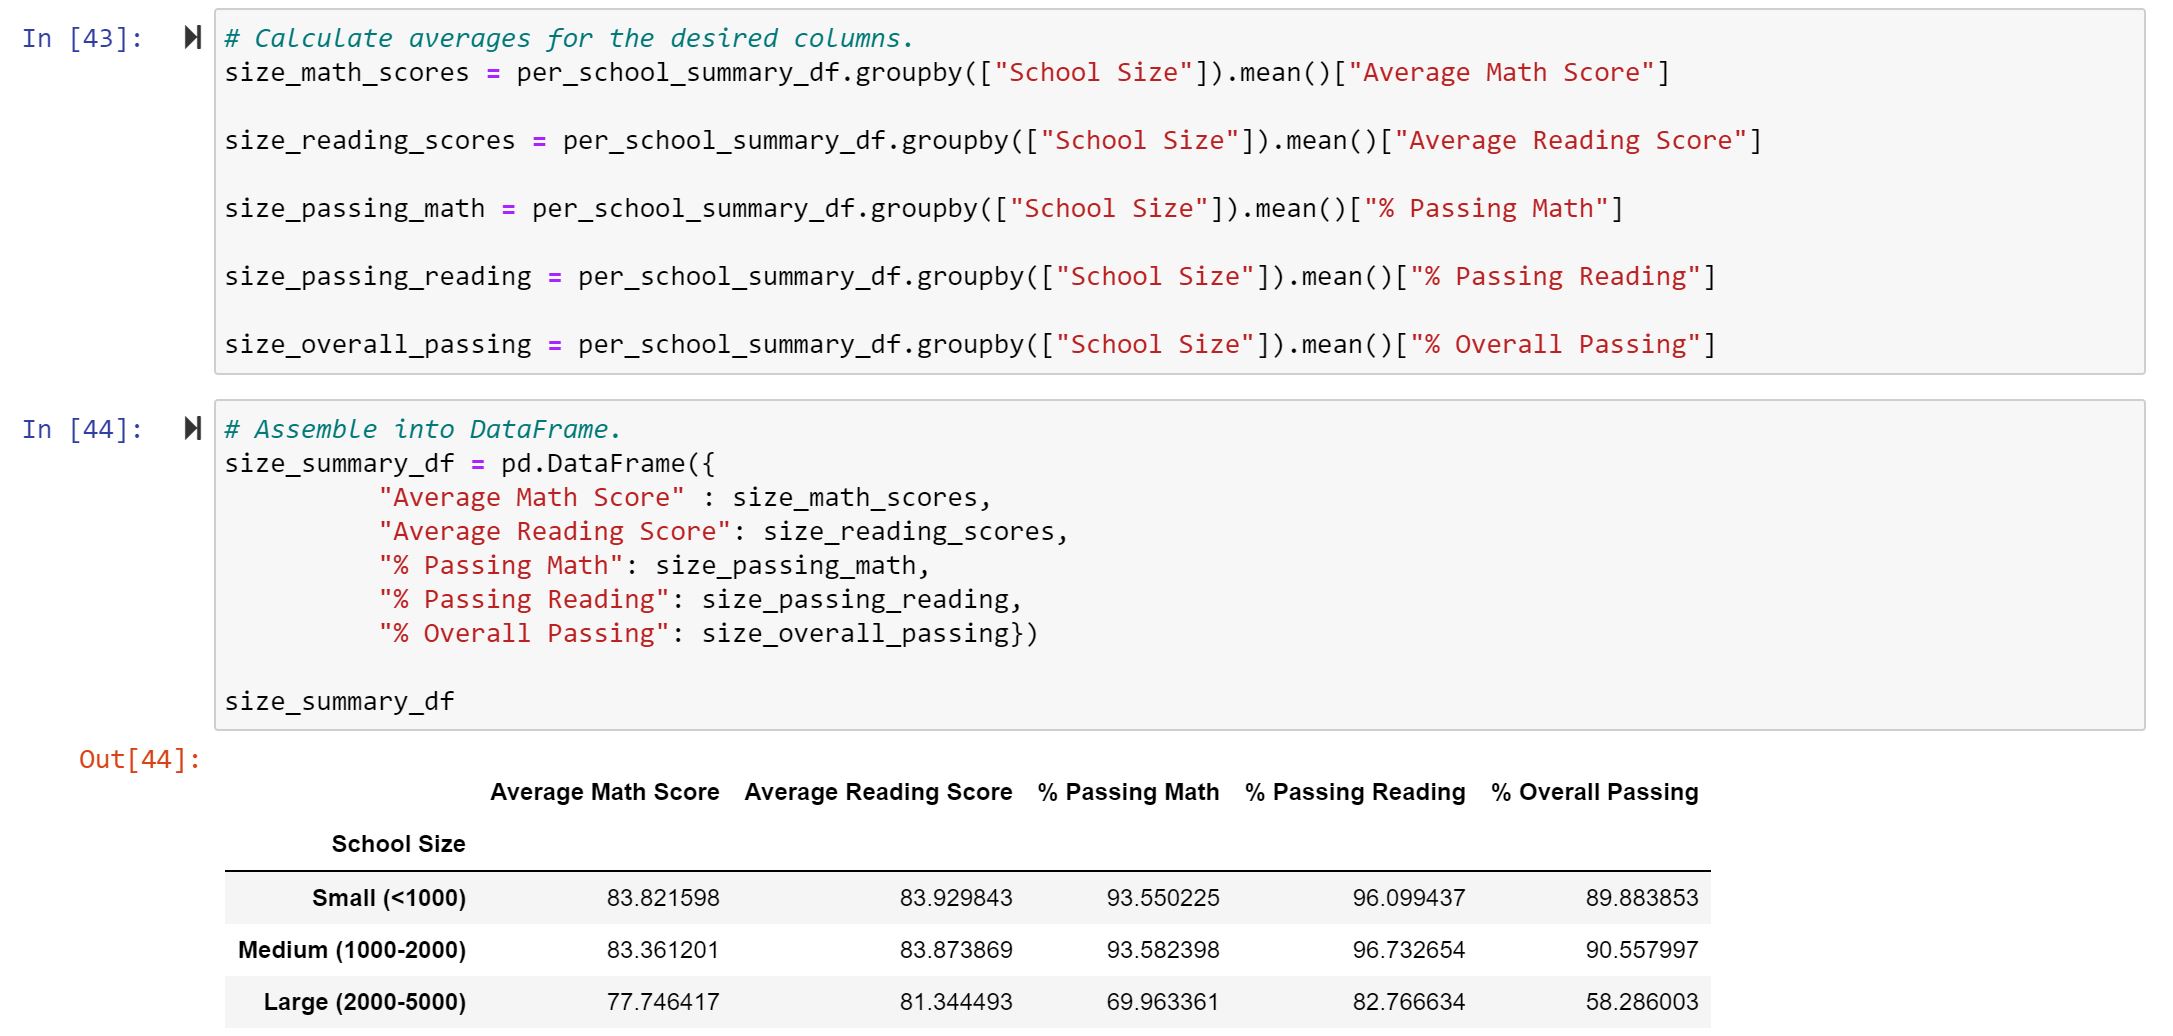 In [43]:
# Calculate averages for the desired columns.
size_math_scores = per_school_summary_df.groupby(["School Size"]).mean()["Average Math Score"]
size_reading_scores = per_school_summary_df.groupby(["School Size"]).mean()["Average Reading Score"]
size_passing_math = per_school_summary_df.groupby(["School Size"]).mean()["% Passing Math"]
size_passing_reading = per_school_summary_df.groupby(["School Size"]).mean()["% Passing Reading"]
size_overall_passing = per_school_summary_df.groupby(["School Size"]).mean()["% Overall Passing"]
In [44]:
# Assemble into DataFrame.
size_summary_df = pd.DataFrame({
"Average Math Score" : size_math_scores,
"Average Reading Score": size_reading_scores,
"% Passing Math": size_passing_math,
"% Passing Reading": size_passing_reading,
"% Overall Passing": size_overall_passing})
size_summary_df
Out[44]:
Average Math Score Average Reading Score % Passing Math % Passing Reading % Overall Passing
School Size
Small (<1000) 83.821598 83.929843 93.550225 96.099437 89.883853
Medium (1000-2000) 83.361201 83.873869 93.582398 96.732654 90.557997
Large (2000-5000) 77.746417 81.344493 69.963361 82.766634 58.286003